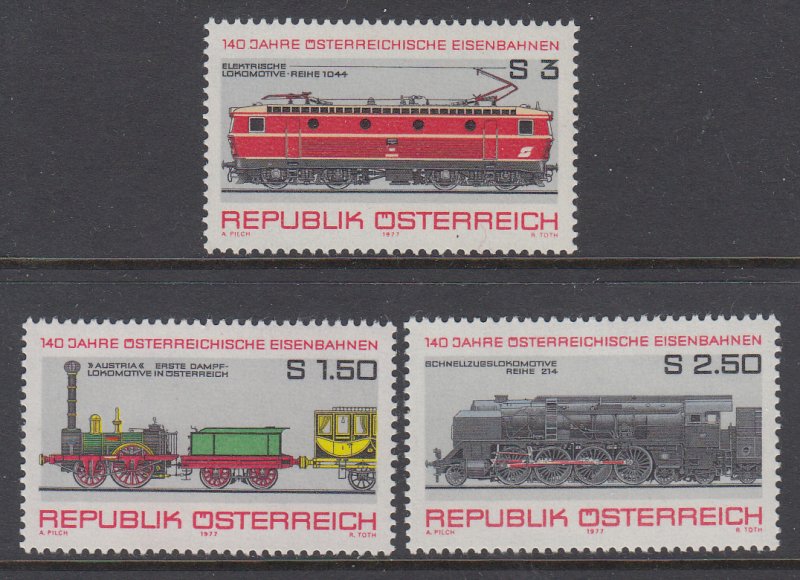 140 JAHRE ÖSTERREICHISCHE EISENBAHNEN
ELEKTRISCHE
LOKOMOTIVE · REIHE 1044
S 3
REPUBLIK ÖSTERREICH
A. PILCH 1977 R. TOTH
140 JAHRE ÖSTERREICHISCHE EISENBAHNEN
»AUSTRIA« ERSTE DAMPF-
LOKOMOTIVE IN ÖSTERREICH
S 1.50
REPUBLIK ÖSTERREICH
A. PILCH 1977 R. TOTH
140 JAHRE ÖSTERREICHISCHE EISENBAHNEN
SCHNELLZUGSLOKOMOTIVE
REIHE 214
S 2.50
REPUBLIK ÖSTERREICH
A. PILCH 1977 R. TOTH